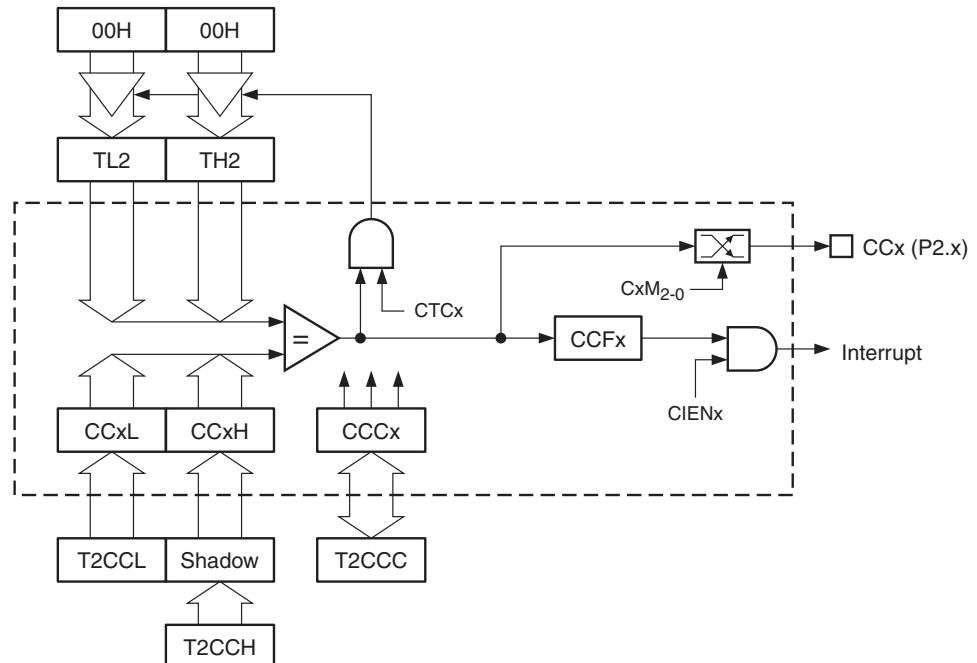 00H 00H
TL2 TH2
CCx (P2.x)
CxM2-0
CTCx
=
CCFx
Interrupt
CIENx
CCxL CCxH CCCx
T2CCL Shadow T2CCC
T2CCH